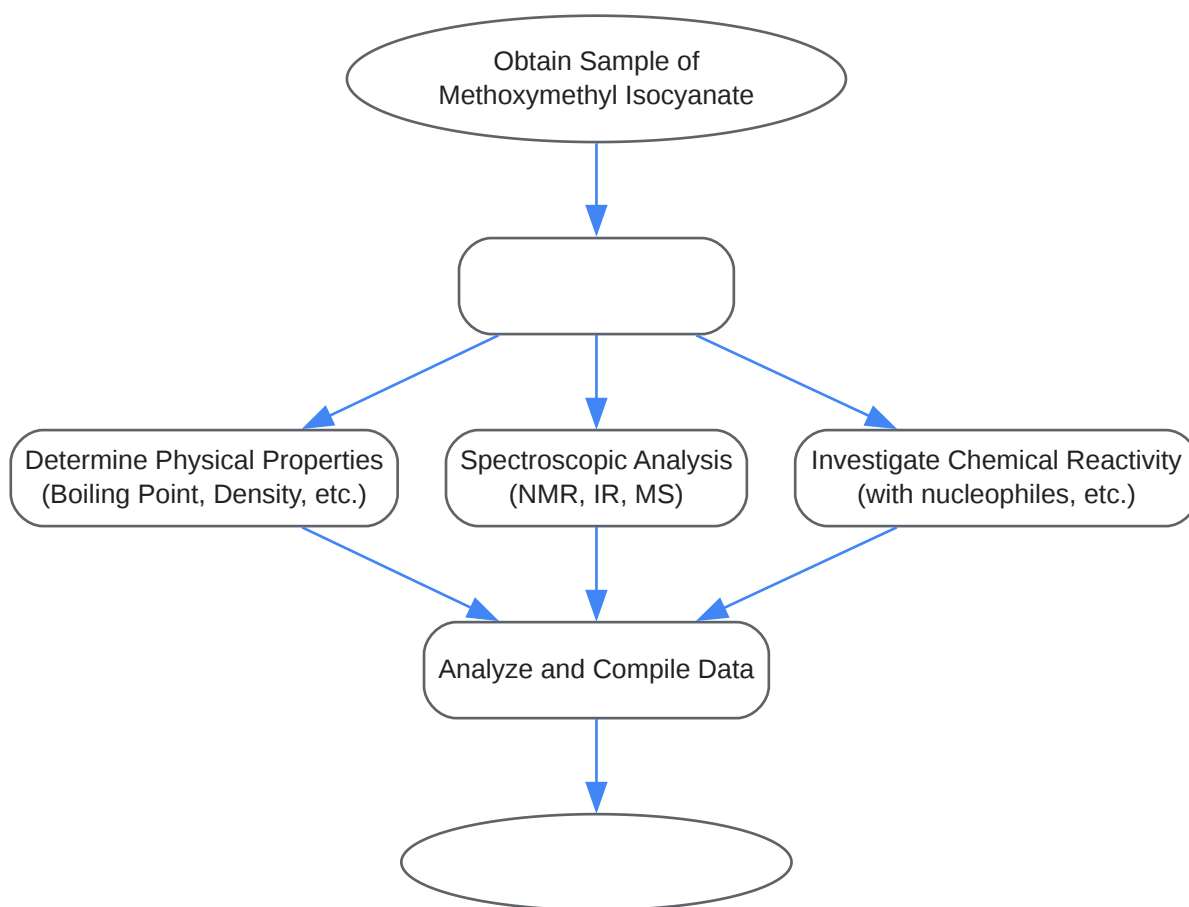 Obtain Sample of
Methoxymethyl Isocyanate
Determine Physical Properties
(Boiling Point, Density, etc.)
Spectroscopic Analysis
(NMR, IR, MS)
Investigate Chemical Reactivity
(with nucleophiles, etc.)
Analyze and Compile Data